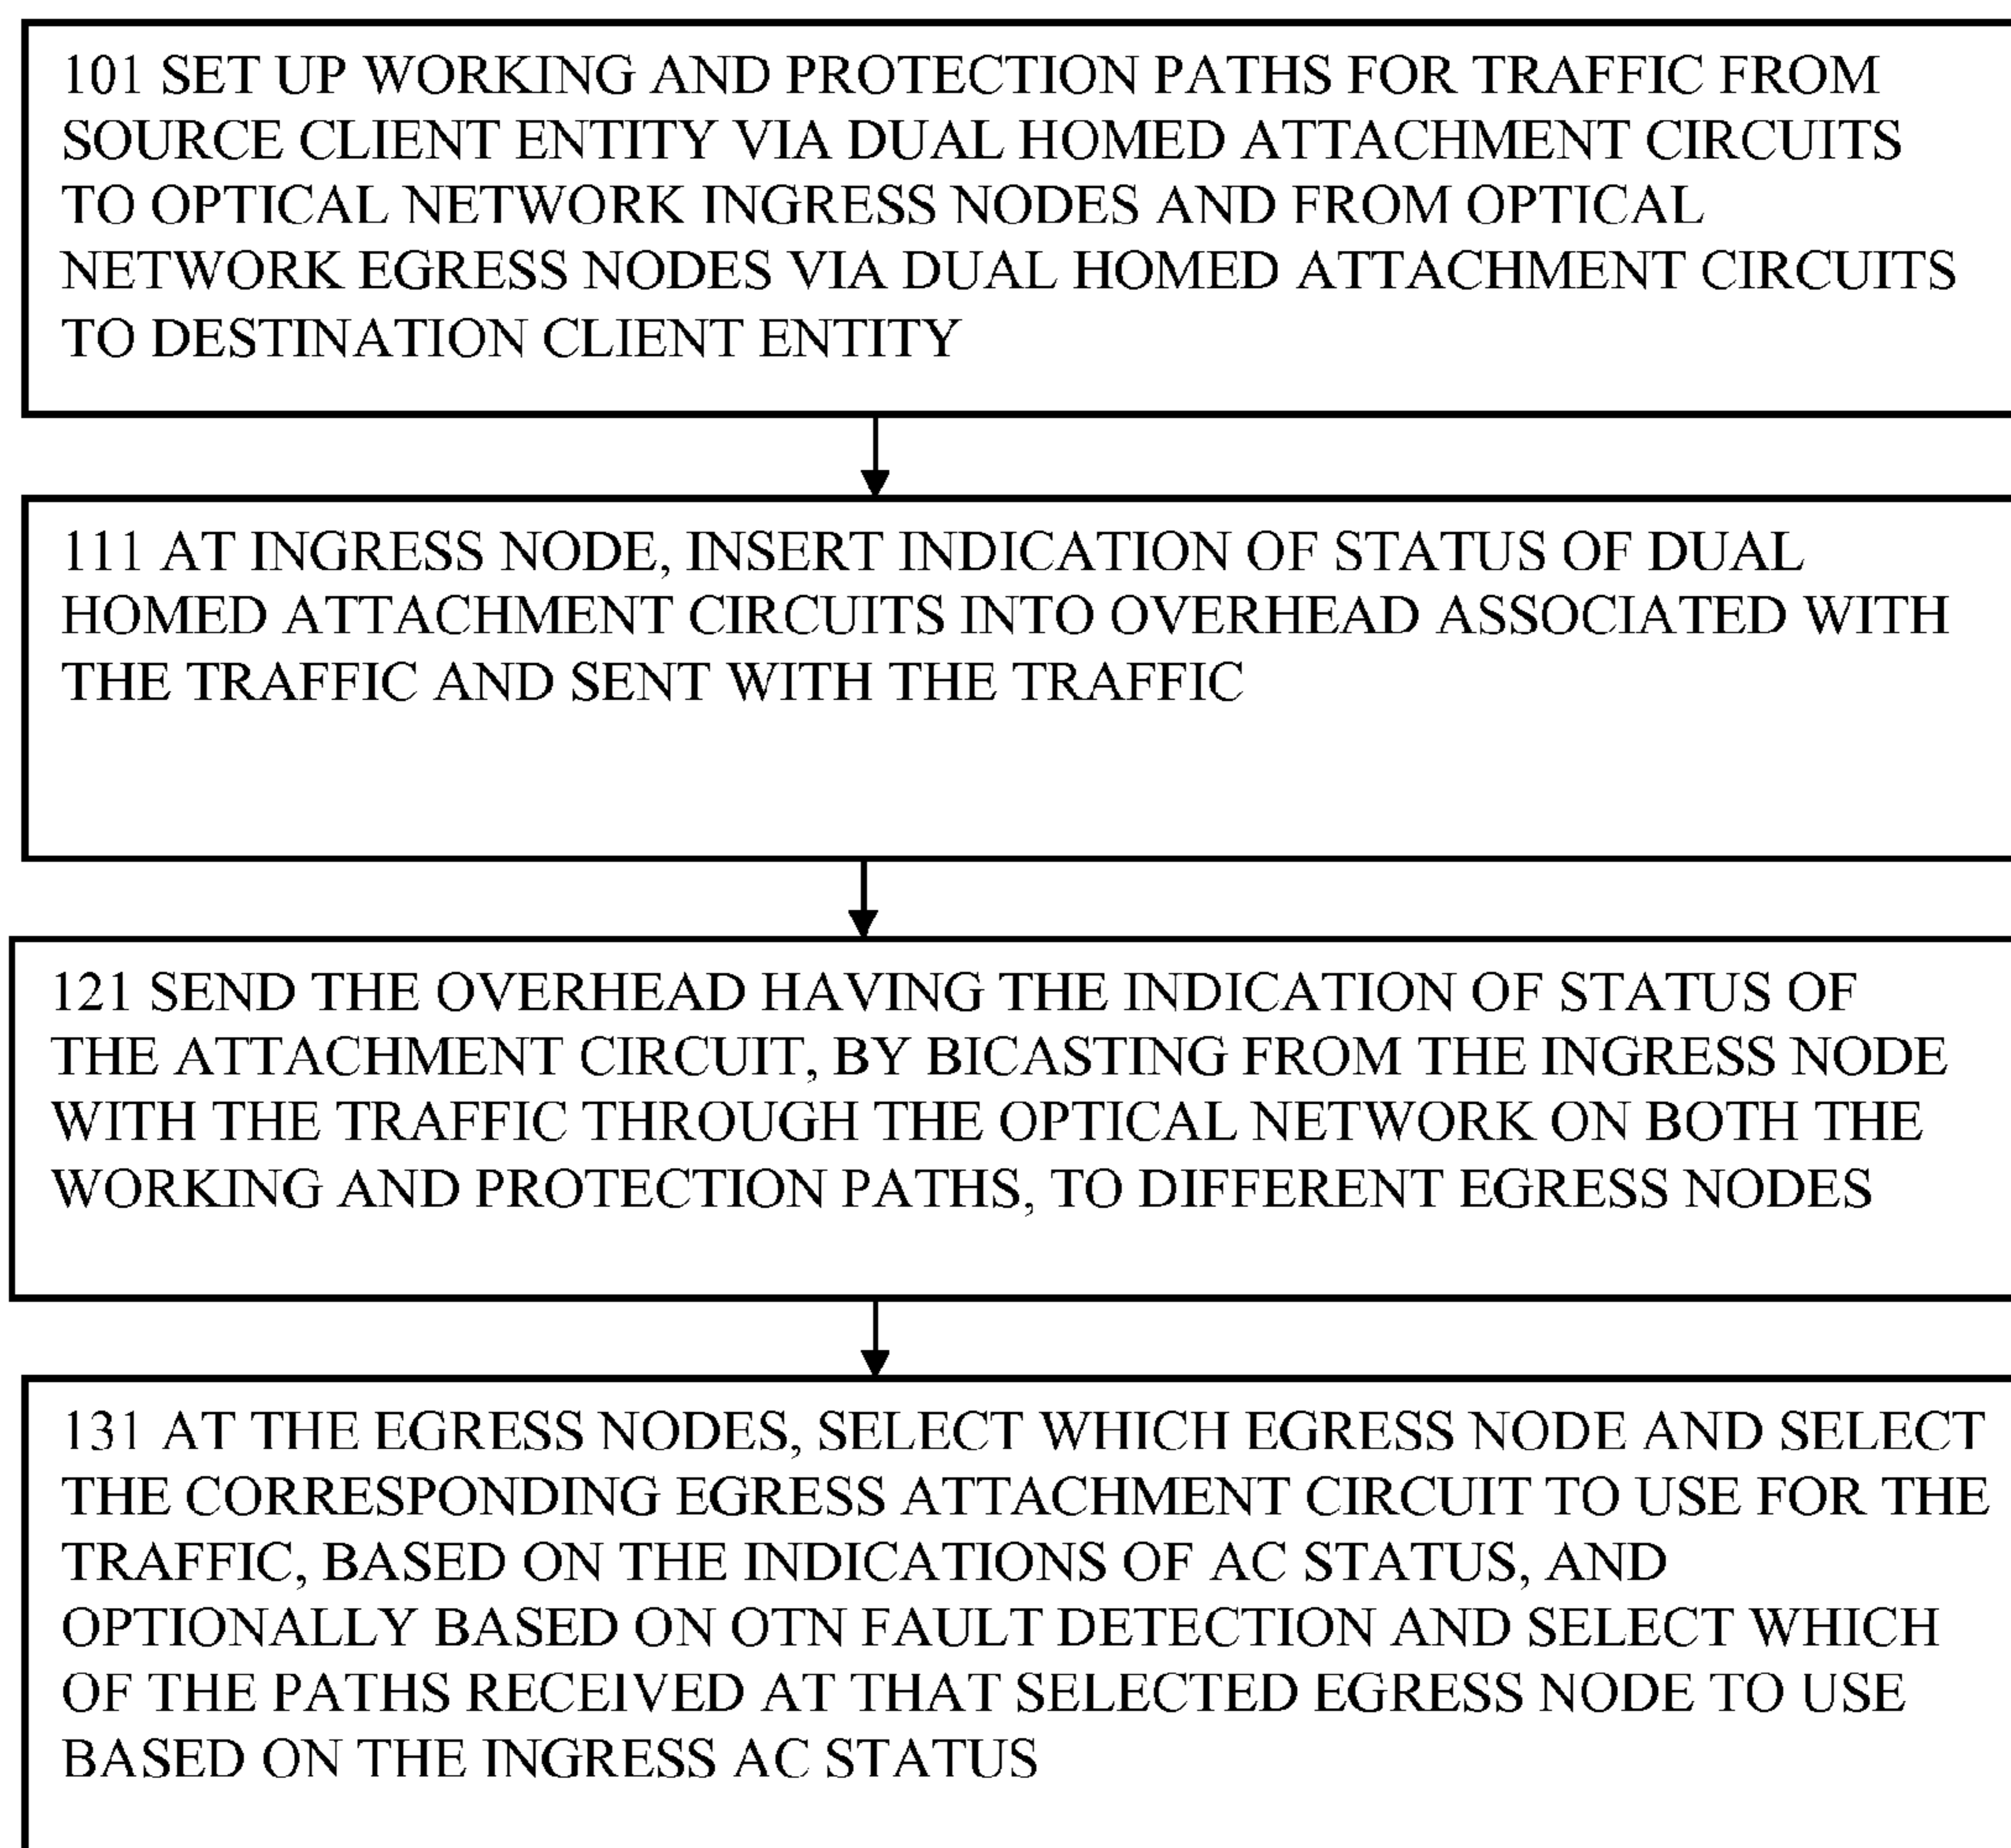 101 SET UP WORKING AND PROTECTION PATHS FOR TRAFFIC FROM
SOURCE CLIENT ENTITY VIA DUAL HOMED ATTACHMENT CIRCUITS
TO OPTICAL NETWORK INGRESS NODES AND FROM OPTICAL
NETWORK EGRESS NODES VIA DUAL HOMED ATTACHMENT CIRCUITS
TO DESTINATION CLIENT ENTITY
111 AT INGRESS NODE, INSERT INDICATION OF STATUS OF DUAL
HOMED ATTACHMENT CIRCUITS INTO OVERHEAD ASSOCIATED WITH
THE TRAFFIC AND SENT WITH THE TRAFFIC
121 SEND THE OVERHEAD HAVING THE INDICATION OF STATUS OF
THE ATTACHMENT CIRCUIT, BY BICASTING FROM THE INGRESS NODE
WITH THE TRAFFIC THROUGH THE OPTICAL NETWORK ON BOTH THE
WORKING AND PROTECTION PATHS, TO DIFFERENT EGRESS NODES
131 AT THE EGRESS NODES, SELECT WHICH EGRESS NODE AND SELECT
THE CORRESPONDING EGRESS ATTACHMENT CIRCUIT TO USE FOR THE
TRAFFIC, BASED ON THE INDICATIONS OF AC STATUS, AND
OPTIONALLY BASED ON OTN FAULT DETECTION AND SELECT WHICH
OF THE PATHS RECEIVED AT THAT SELECTED EGRESS NODE TO USE
BASED ON THE INGRESS AC STATUS